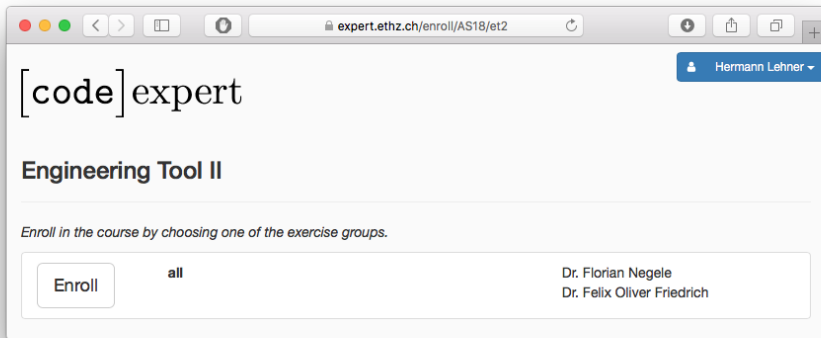 expert.ethz.ch/enroll/AS18/et2
Hermann Lehner
[code]expert
Engineering Tool II
Enroll in the course by choosing one of the exercise groups.
Enroll
all
Dr. Florian Negele
Dr. Felix Oliver Friedrich